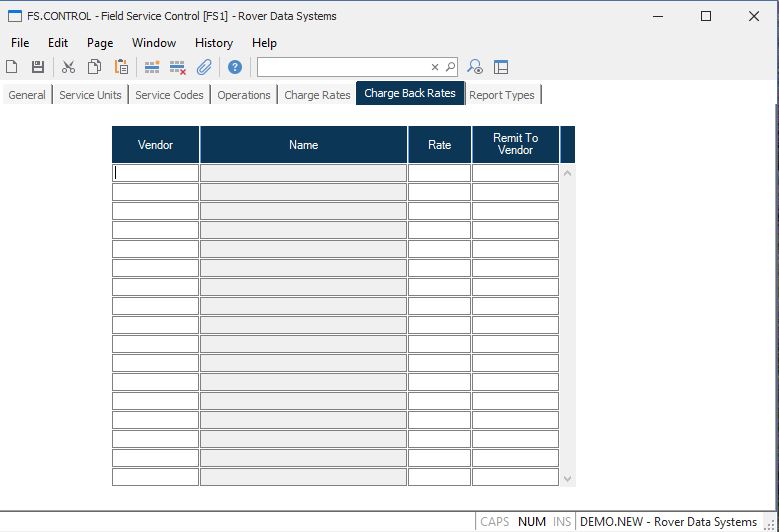 FS.CONTROL - Field Service Control [FS1] - Rover Data Systems
File Edit Page Window History Help
General Service Units Service Codes Operations Charge Rates Charge Back Rates Report Types
Vendor Name Rate Remit To Vendor
CAPS NUM INS DEMO.NEW - Rover Data Systems